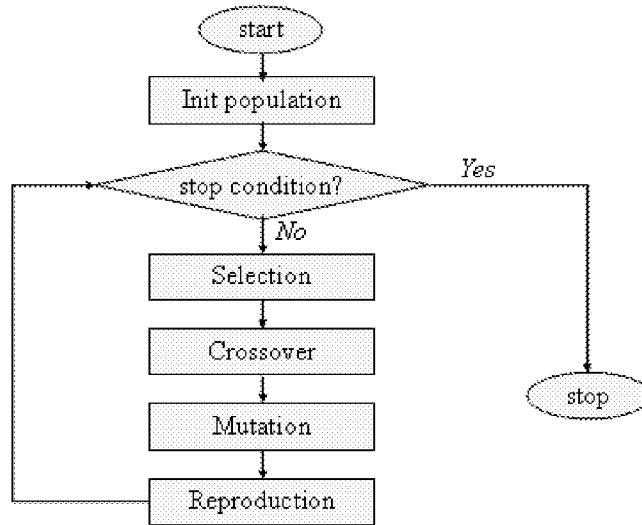 start
Init population
stop condition?
Yes
No
Selection
Crossover
stop
Mutation
Reproduction